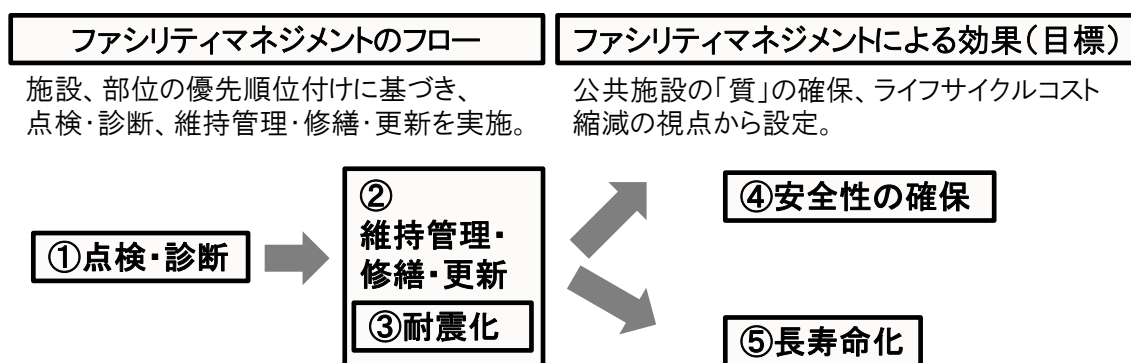 ファシリティマネジメントのフロー
ファシリティマネジメントによる効果（目標）
施設、部位の優先順位付けに基づき、
点検・診断、維持管理・修繕・更新を実施。
公共施設の「質」の確保、ライフサイクルコスト
縮減の視点から設定。
①点検・診断
②
維持管理・
修繕・更新
③耐震化
④安全性の確保
⑤長寿命化